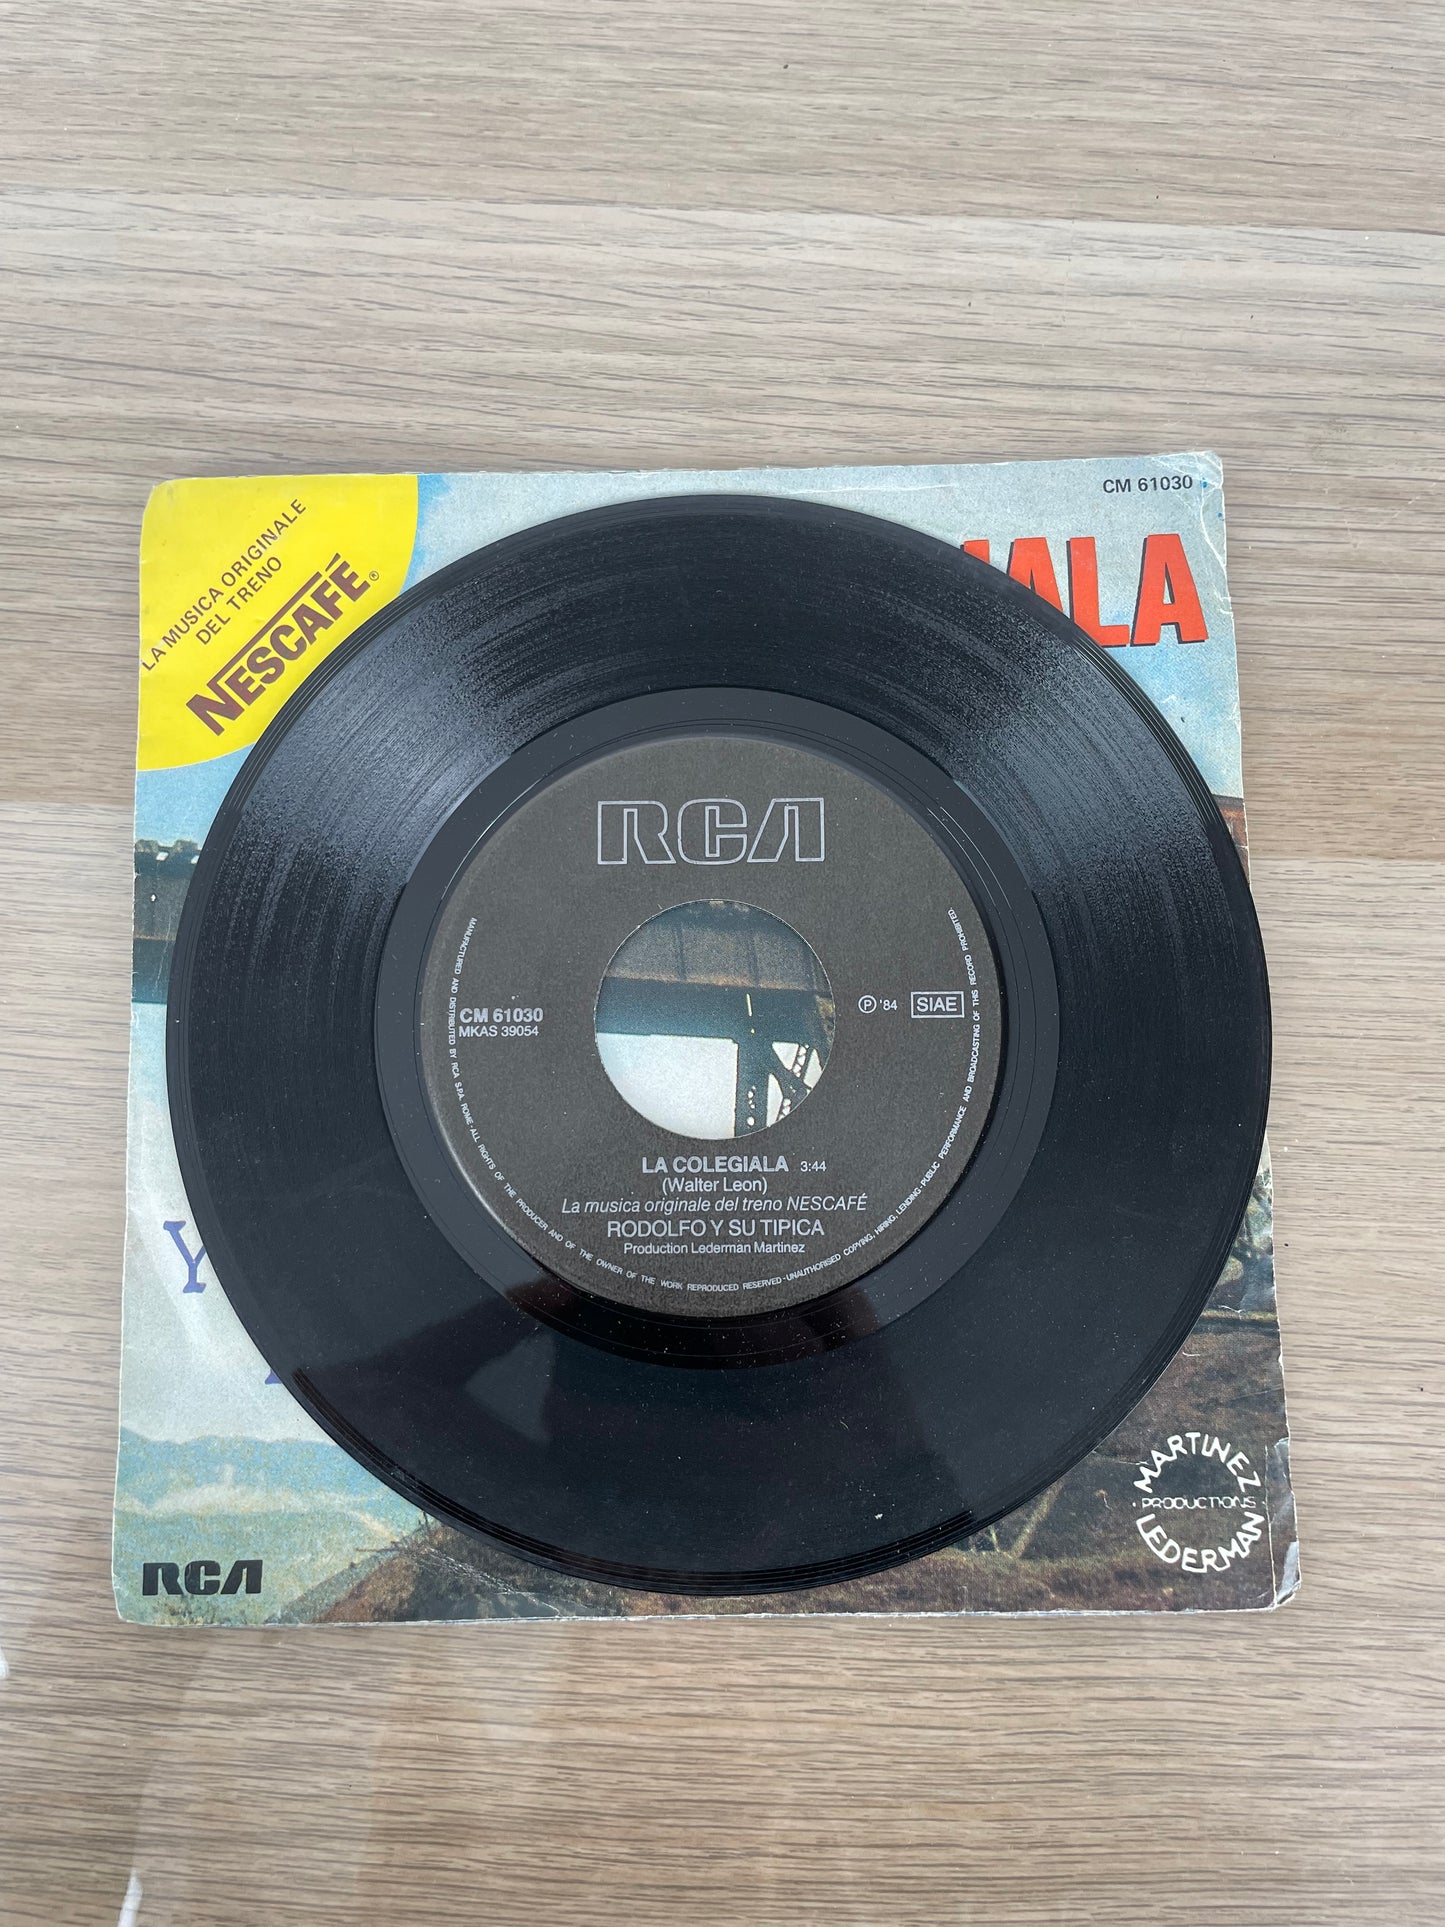 LA MUSICA ORIGINALE
DEL TRENO
NESCAFÉ®
CM 61030
IALA
RCA
CM 61030
MKAS 39054
Ⓟ '84 SIAE
LA COLEGIALA 3:44
(Walter Leon)
La musica originale del treno NESCAFÉ
RODOLFO Y SU TIPICA
Production Lederman Martinez
MANUFACTURED AND DISTRIBUTED BY RCA S.P.A. ROME - ALL RIGHTS OF THE PRODUCER AND OF THE OWNER OF THE WORK REPRODUCED RESERVED - UNAUTHORISED COPYING, HIRING, LENDING - PUBLIC PERFORMANCE AND BROADCASTING OF THIS RECORD PROHIBITED.
Y
RCA
MARTINEZ
· PRODUCTIONS ·
LEDERMAN